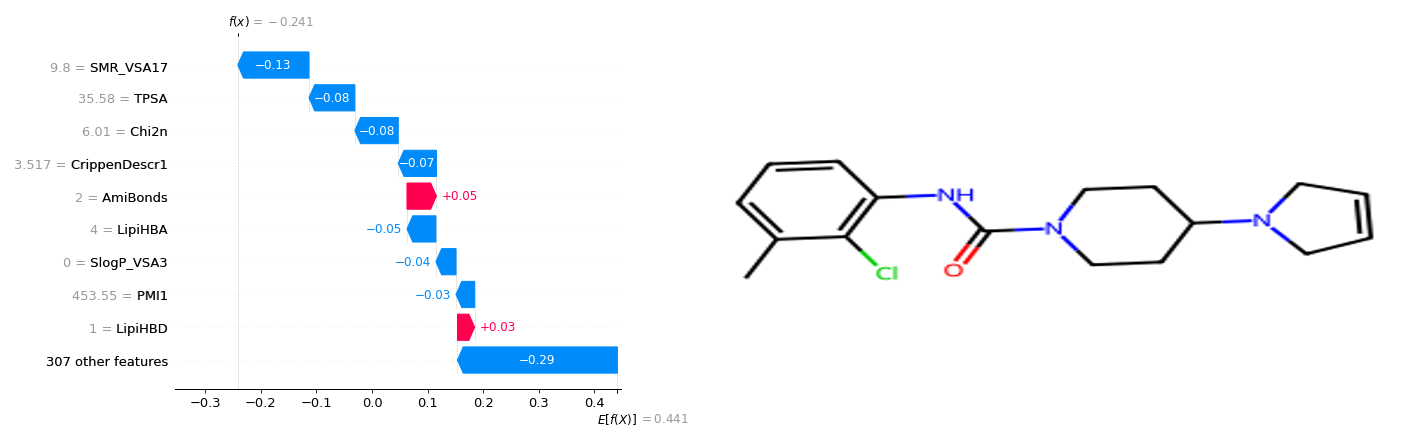 f(x) = −0.241
9.8 = SMR_VSA17
−0.13
35.58 = TPSA
−0.08
6.01 = Chi2n
−0.08
3.517 = CrippenDescr1
−0.07
2 = AmiBonds
+0.05
4 = LipiHBA
−0.05
0 = SlogP_VSA3
−0.04
453.55 = PMI1
−0.03
1 = LipiHBD
+0.03
307 other features
−0.29
−0.3 −0.2 −0.1 0.0 0.1 0.2 0.3 0.4
E[f(X)] = 0.441
NH
N
N
O
Cl